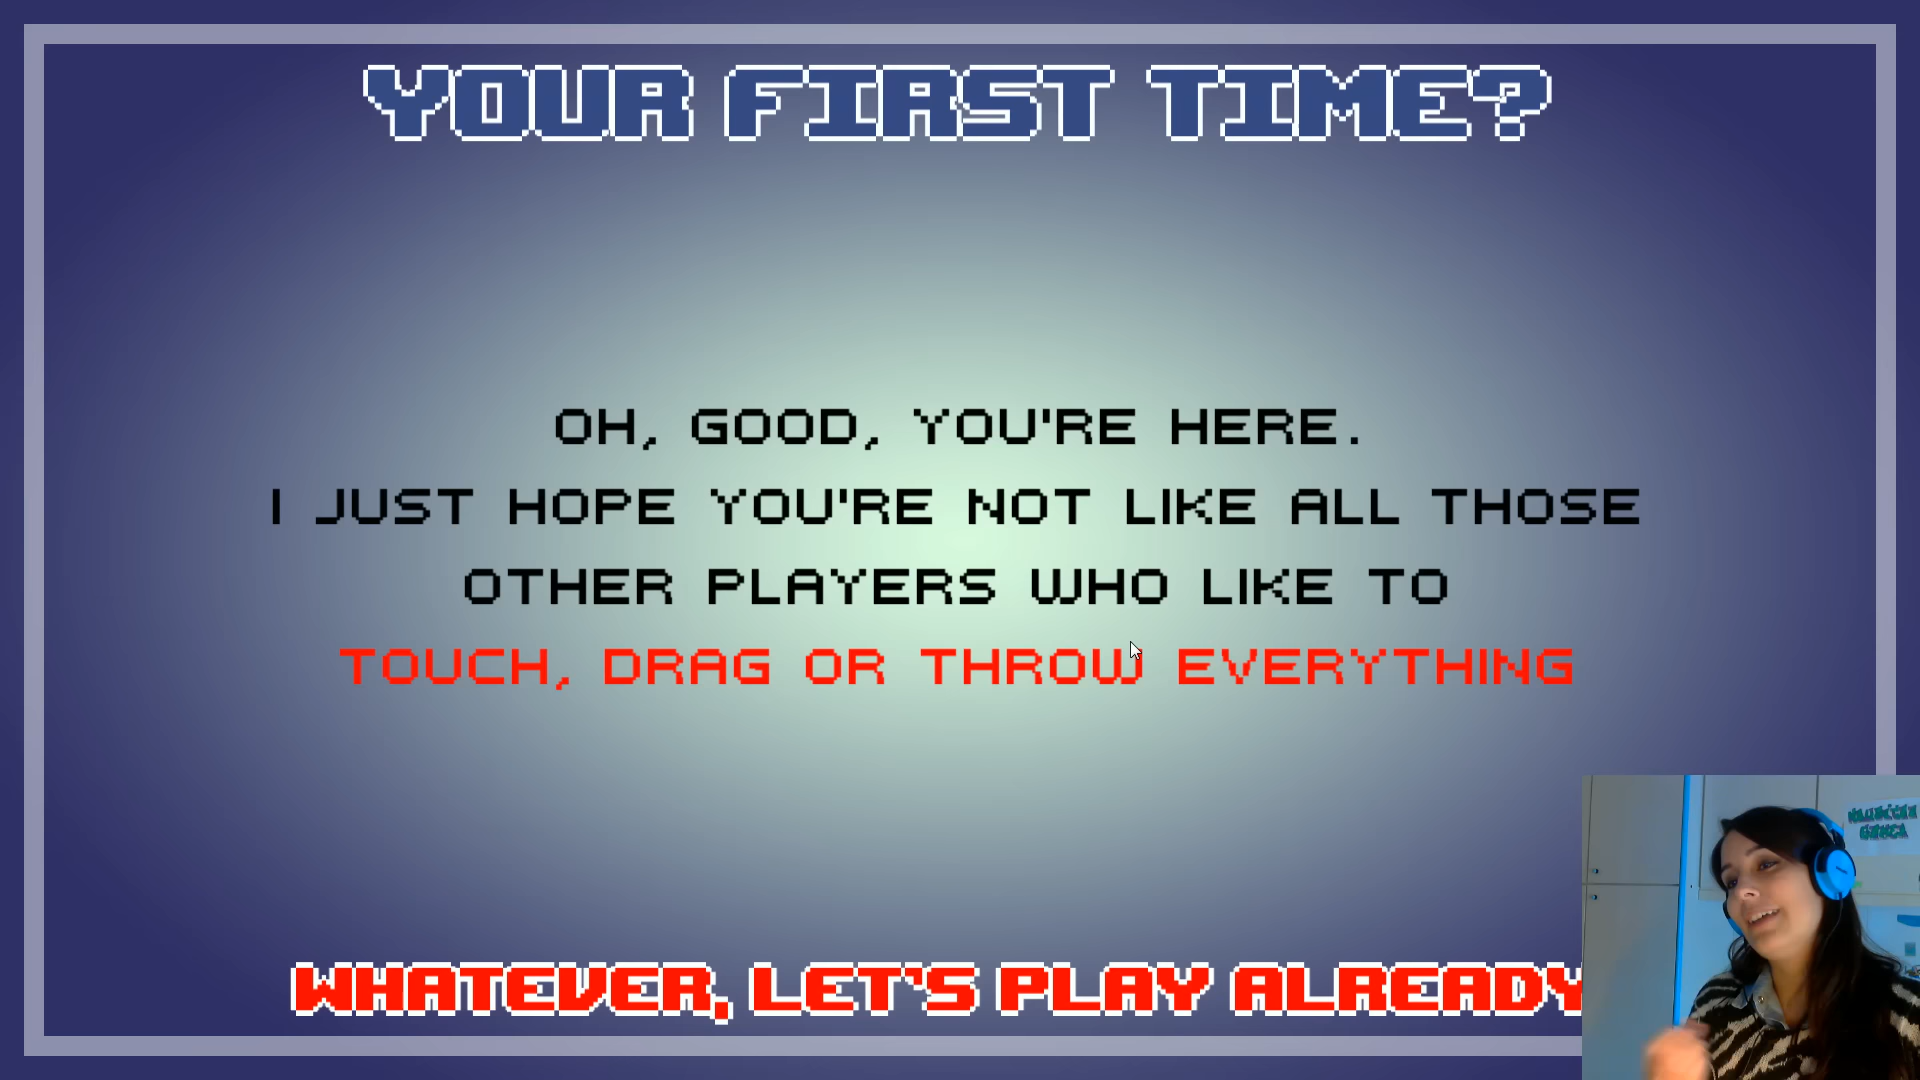 YOUR FIRST TIME?
OH, GOOD, YOU'RE HERE.
I JUST HOPE YOU'RE NOT LIKE ALL THOSE
OTHER PLAYERS WHO LIKE TO
TOUCH, DRAG OR THROW EVERYTHING
WHATEVER, LET'S PLAY ALREADY